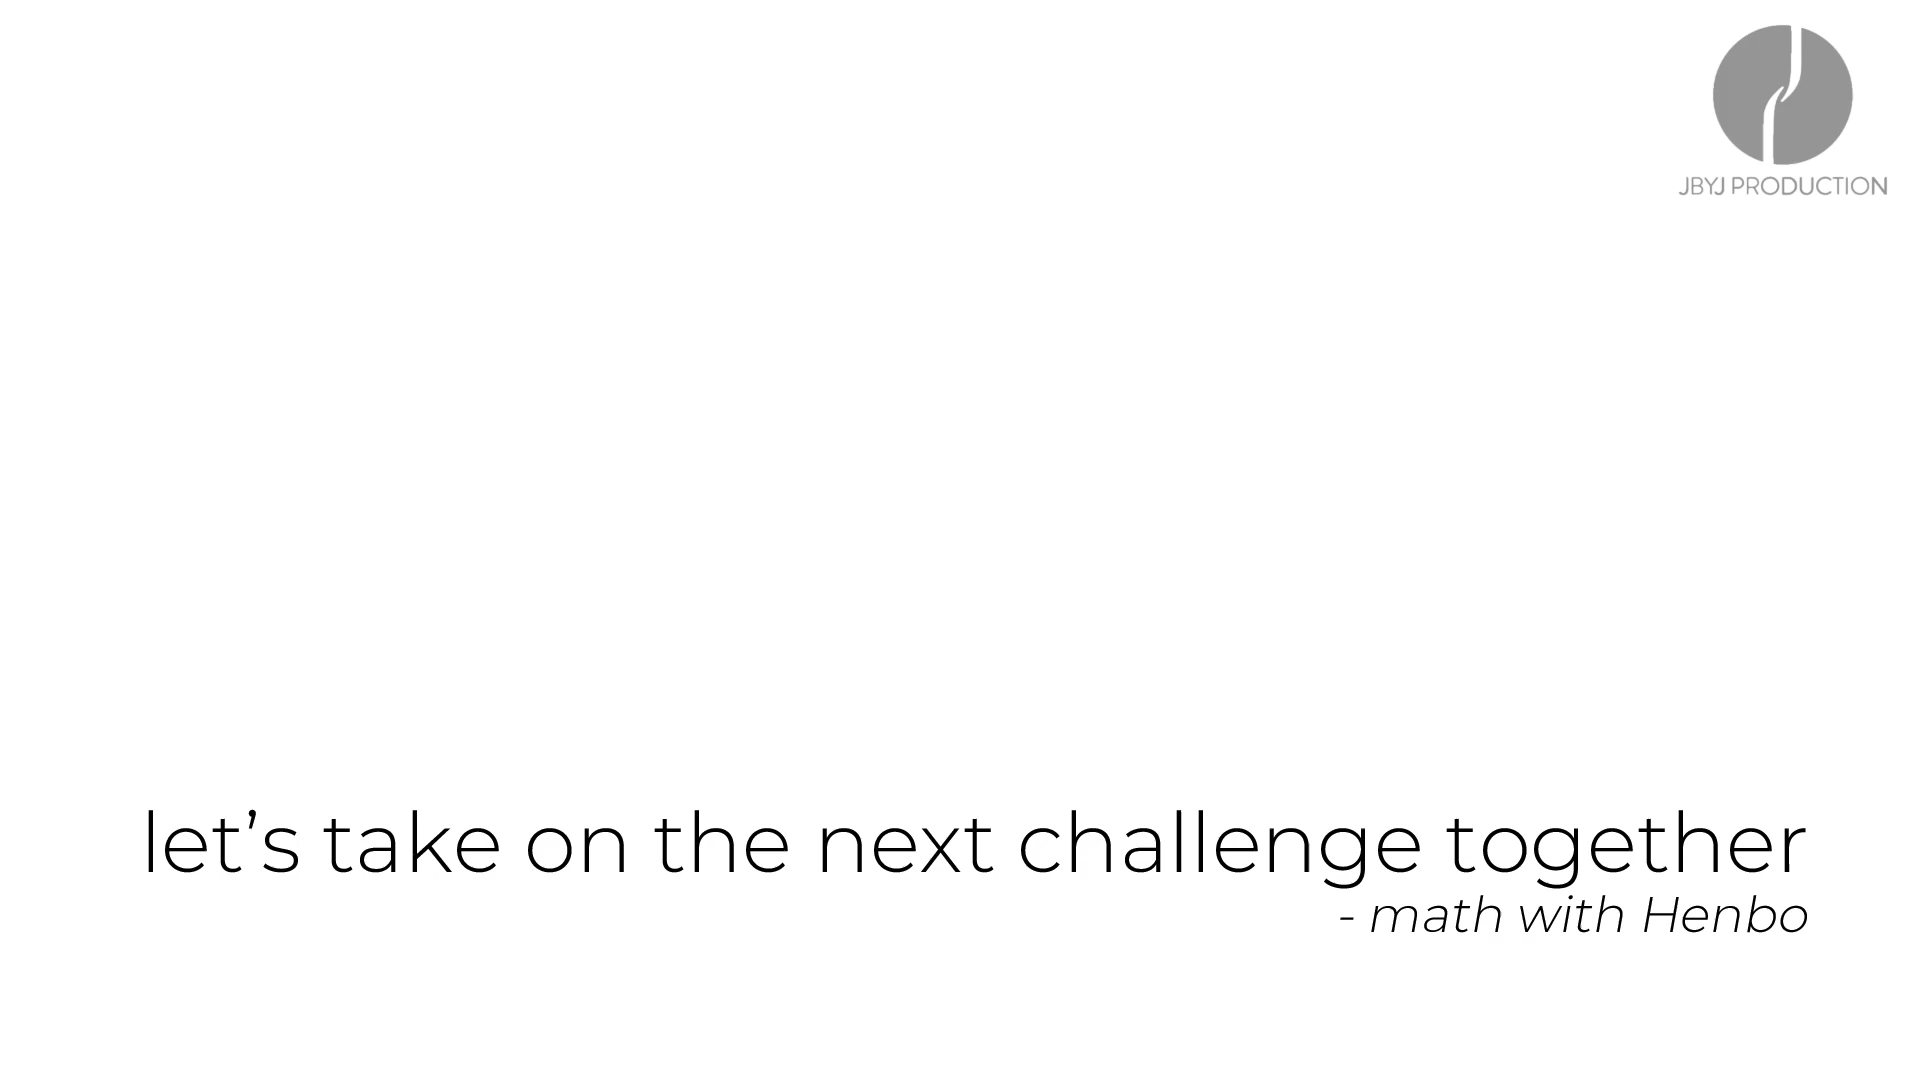 JBYJ PRODUCTION
let’s take on the next challenge together
- math with Henbo